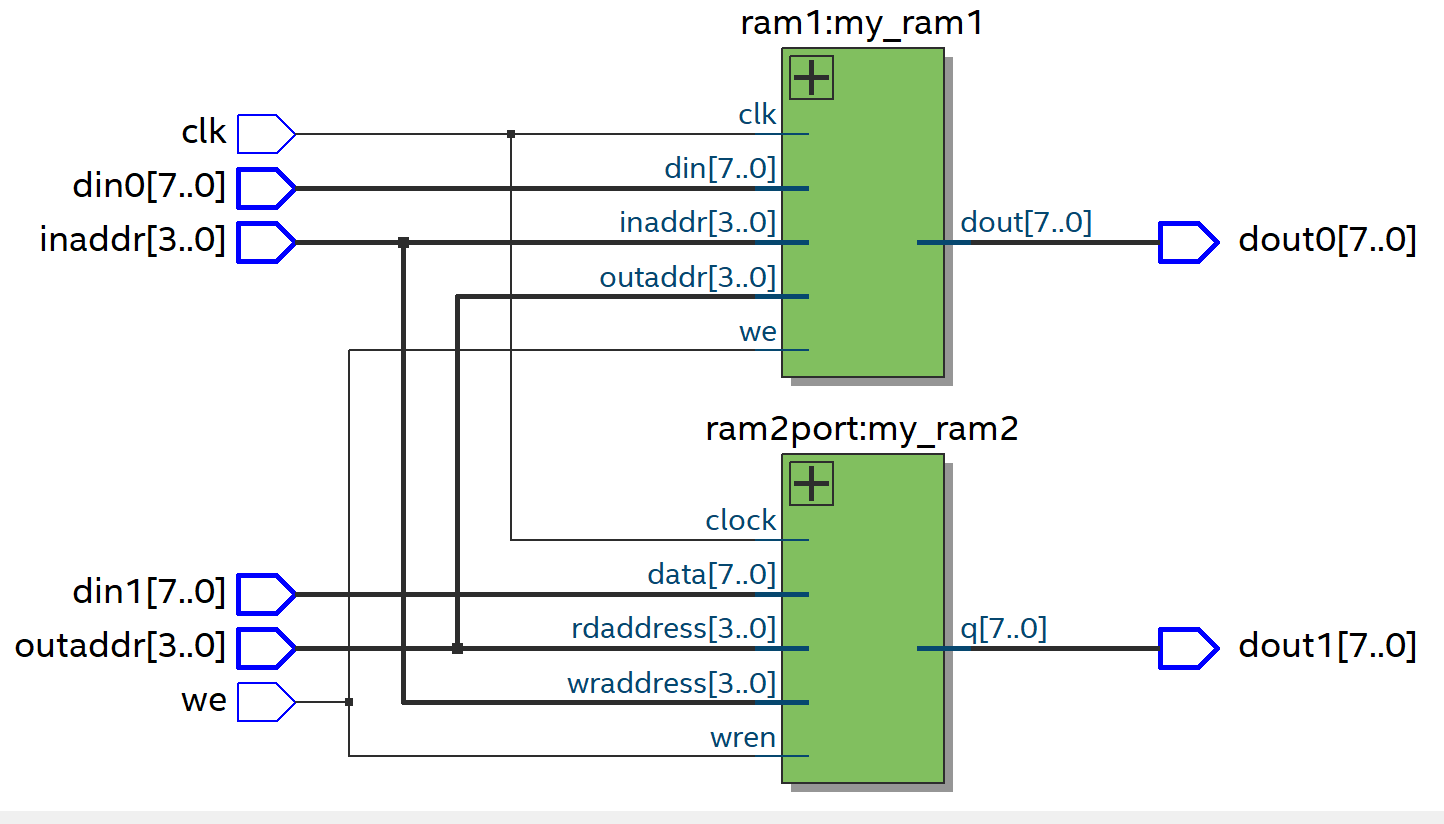 ram1:my_ram1
clk
clk
din0[7..0]
din[7..0]
inaddr[3..0]
inaddr[3..0]
dout[7..0]
dout0[7..0]
outaddr[3..0]
we
ram2port:my_ram2
clock
din1[7..0]
data[7..0]
outaddr[3..0]
rdaddress[3..0]
q[7..0]
dout1[7..0]
we
wraddress[3..0]
wren